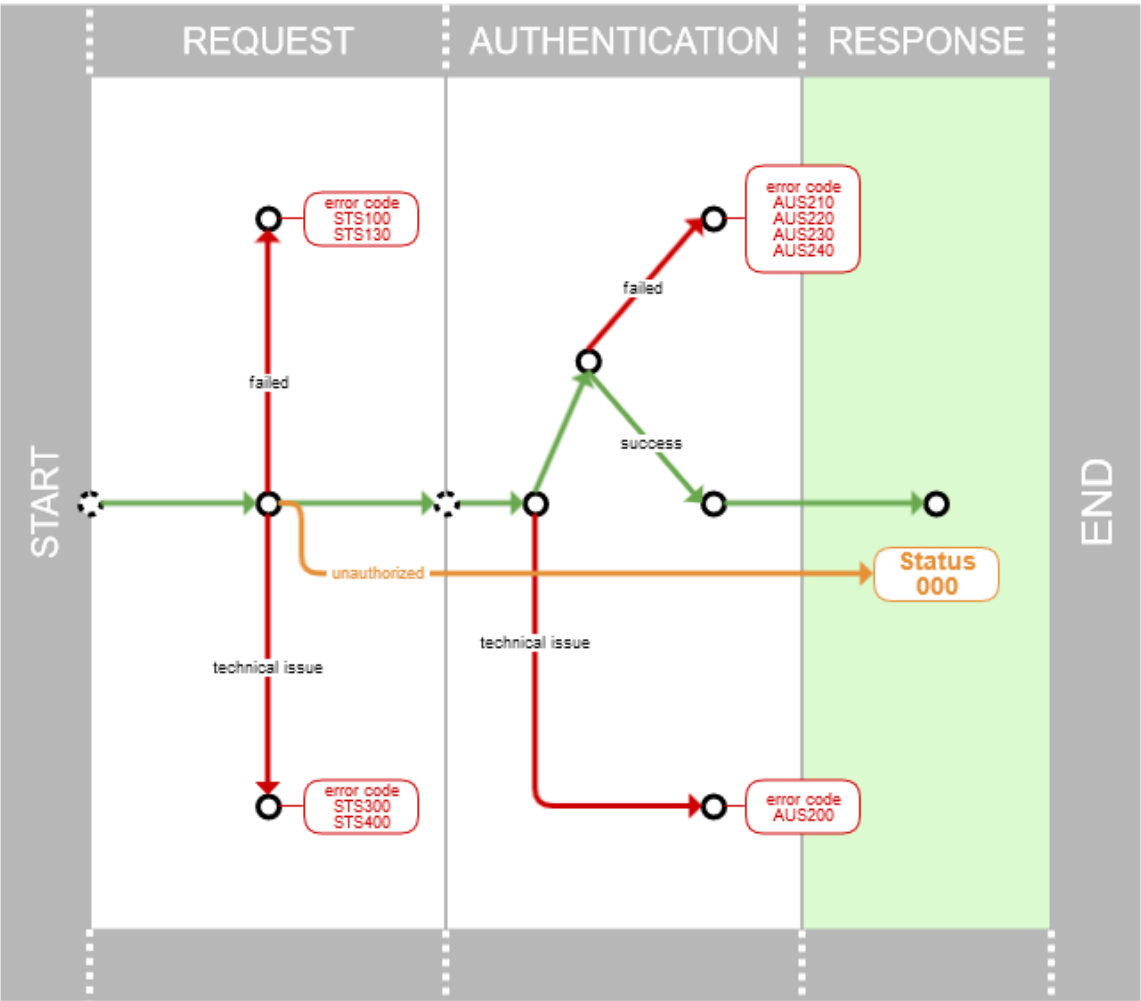 REQUEST
AUTHENTICATION
RESPONSE
START
END
error code
STS100
STS130
error code
AUS210
AUS220
AUS230
AUS240
failed
failed
success
unauthorized
Status
000
technical issue
technical issue
error code
STS300
STS400
error code
AUS200